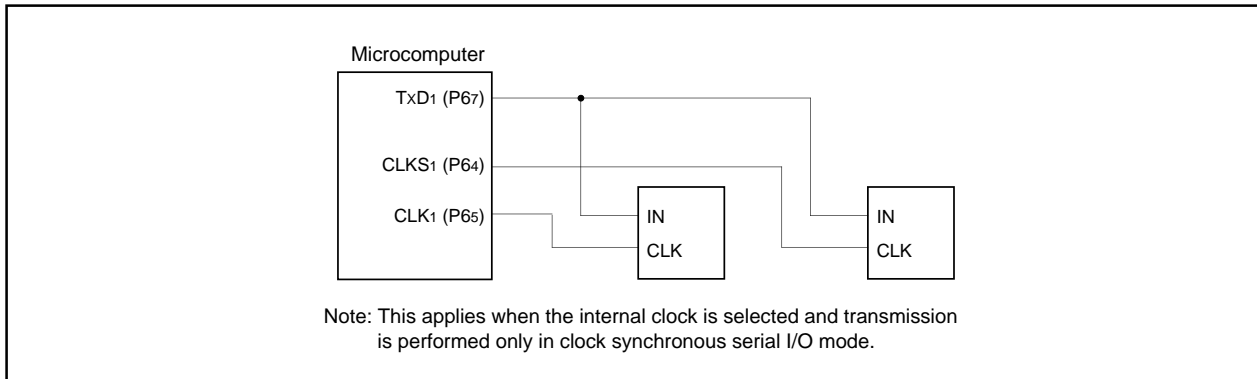 Microcomputer
TxD1 (P67)
CLKS1 (P64)
CLK1 (P65)
IN
CLK
IN
CLK
Note: This applies when the internal clock is selected and transmission
is performed only in clock synchronous serial I/O mode.